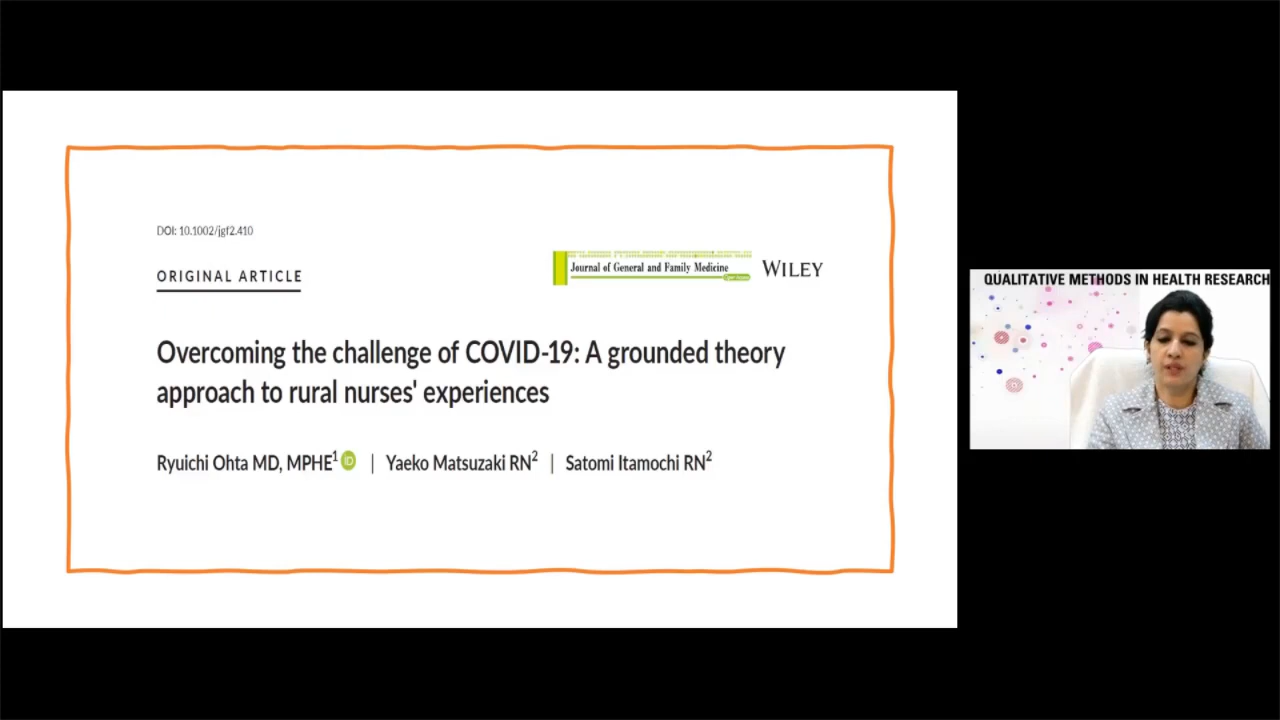 DOI: 10.1002/jgf2.410
ORIGINAL ARTICLE
Journal of General and Family Medicine
WILEY
Overcoming the challenge of COVID-19: A grounded theory
approach to rural nurses' experiences
Ryuichi Ohta MD, MPHE1 iD | Yaeko Matsuzaki RN2 | Satomi Itamochi RN2
QUALITATIVE METHODS IN HEALTH RESEARCH